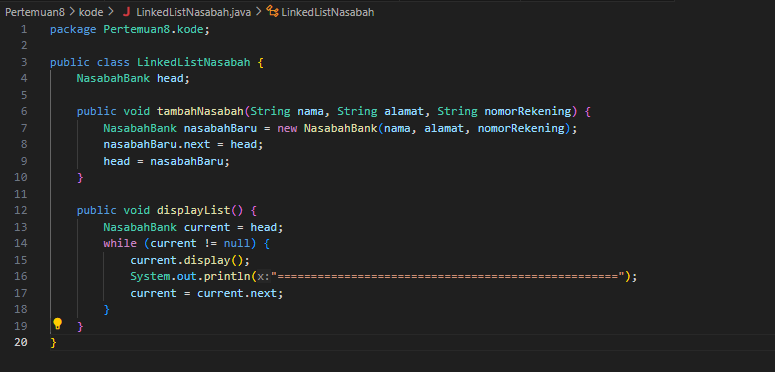 Pertemuan8 > kode > J LinkedListNasabah.java > LinkedListNasabah
1 package Pertemuan8.kode;
2
3 public class LinkedListNasabah {
4 NasabahBank head;
5
6 public void tambahNasabah(String nama, String alamat, String nomorRekening) {
7 NasabahBank nasabahBaru = new NasabahBank(nama, alamat, nomorRekening);
8 nasabahBaru.next = head;
9 head = nasabahBaru;
10 }
11
12 public void displayList() {
13 NasabahBank current = head;
14 while (current != null) {
15 current.display();
16 System.out.println(x:"===================================================");
17 current = current.next;
18 }
19 }
20 }